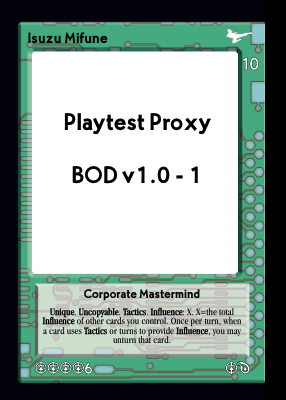 Isuzu Mifune
10
Playtest Proxy
BOD v1.0 - 1
Corporate Mastermind
Unique. Uncopyable. Tactics. Influence: X. X=the total
Influence of other cards you control. Once per turn, when
a card uses Tactics or turns to provide Influence, you may
unturn that card.
6